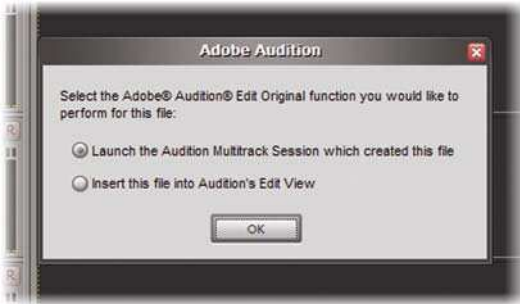 Adobe Audition
Select the Adobe® Audition® Edit Original function you would like to
perform for this file:
Launch the Audition Multitrack Session which created this file
Insert this file into Audition's Edit View
OK
R
R